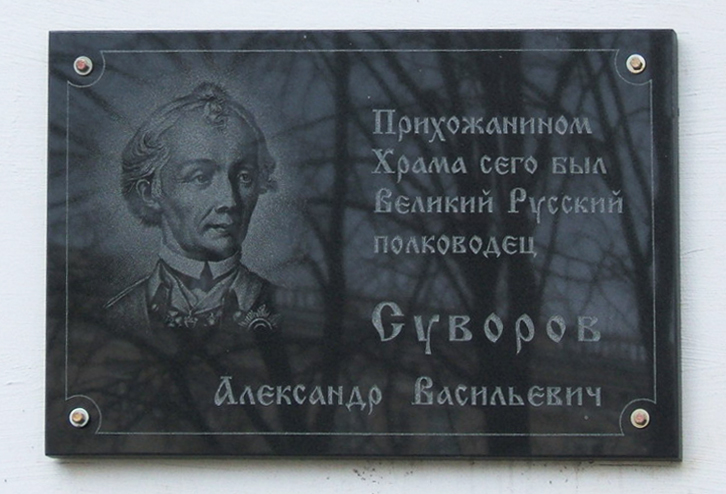 Прихожанином
Храма сего был
Великий Русский
полководец
Суворов
Александр Васильевич